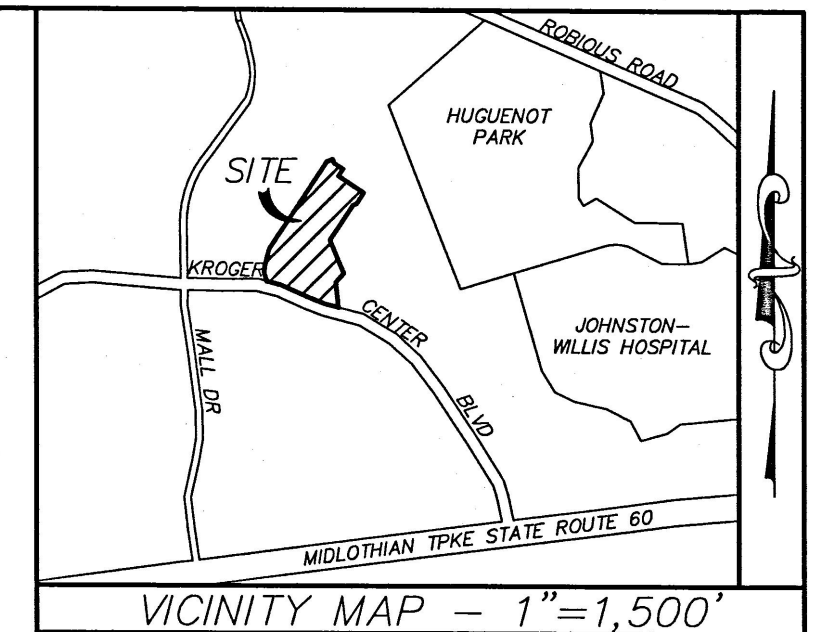 ROBIOUS ROAD
HUGUENOT
PARK
SITE
KROGER
CENTER
BLVD
MALL DR
JOHNSTON—
WILLIS HOSPITAL
MIDLOTHIAN TPKE STATE ROUTE 60
VICINITY MAP — 1"=1,500'